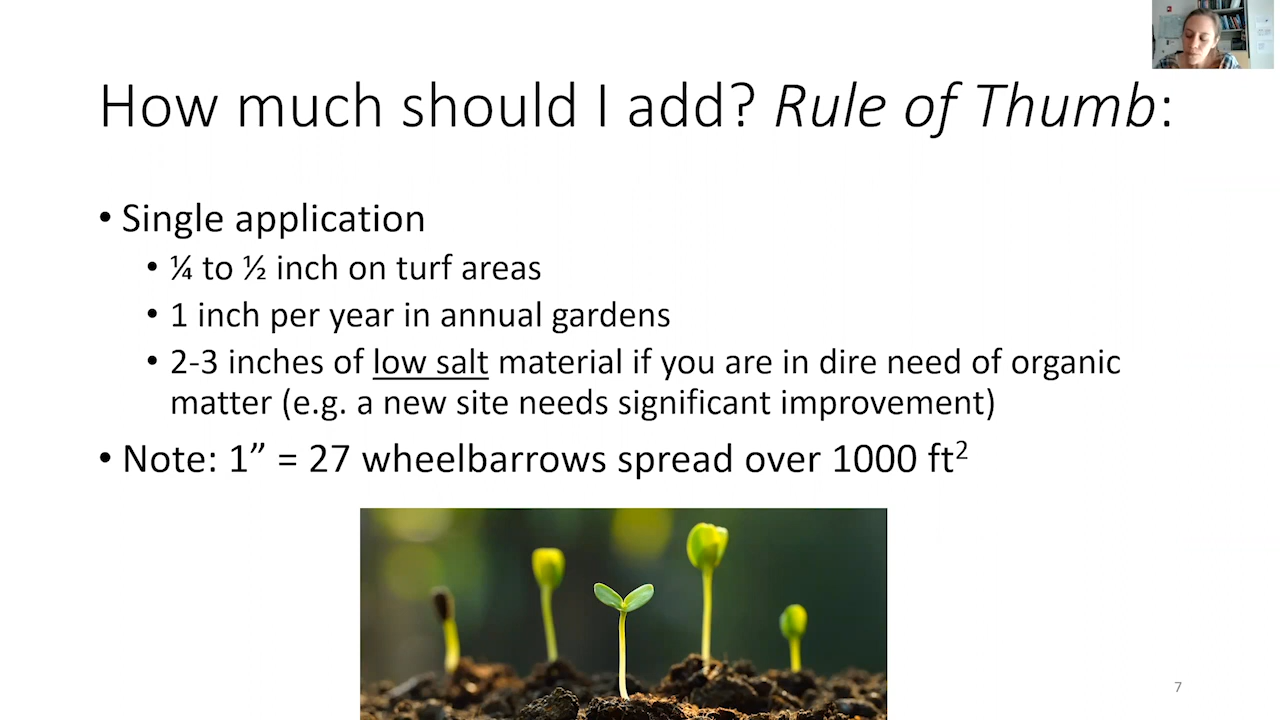 How much should I add? Rule of Thumb:
• Single application
• ¼ to ½ inch on turf areas
• 1 inch per year in annual gardens
• 2-3 inches of low salt material if you are in dire need of organic
matter (e.g. a new site needs significant improvement)
• Note: 1” = 27 wheelbarrows spread over 1000 ft²
7